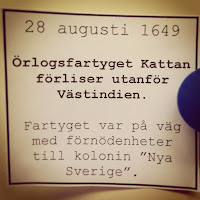 28 augusti 1649
Örlogsfartyget Kattan
förliser utanför
Västindien.
Fartyget var på väg
med förnödenheter
till kolonin ”Nya
Sverige”.